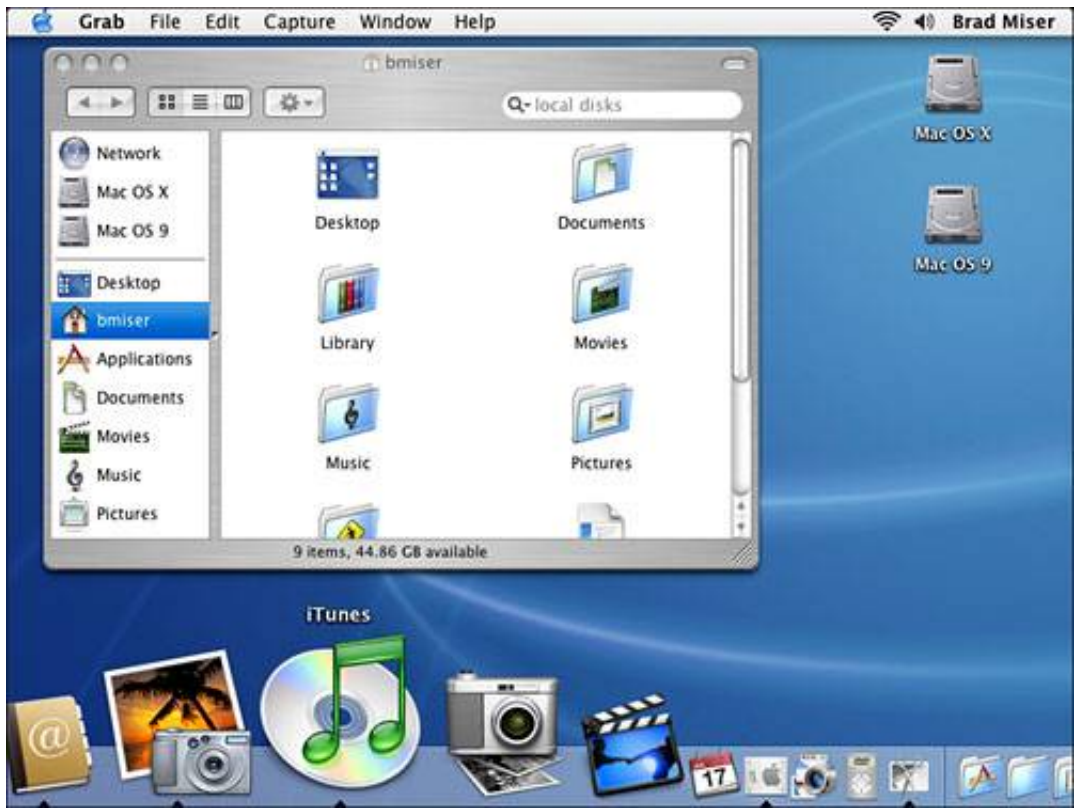 Grab File Edit Capture Window Help Brad Miser
bmiser
local disks
Network
Mac OS X
Mac OS 9
Desktop
bmiser
Applications
Documents
Movies
Music
Pictures
Desktop
Documents
Library
Movies
Music
Pictures
9 items, 44.86 GB available
Mac OS X
Mac OS 9
iTunes
@
17